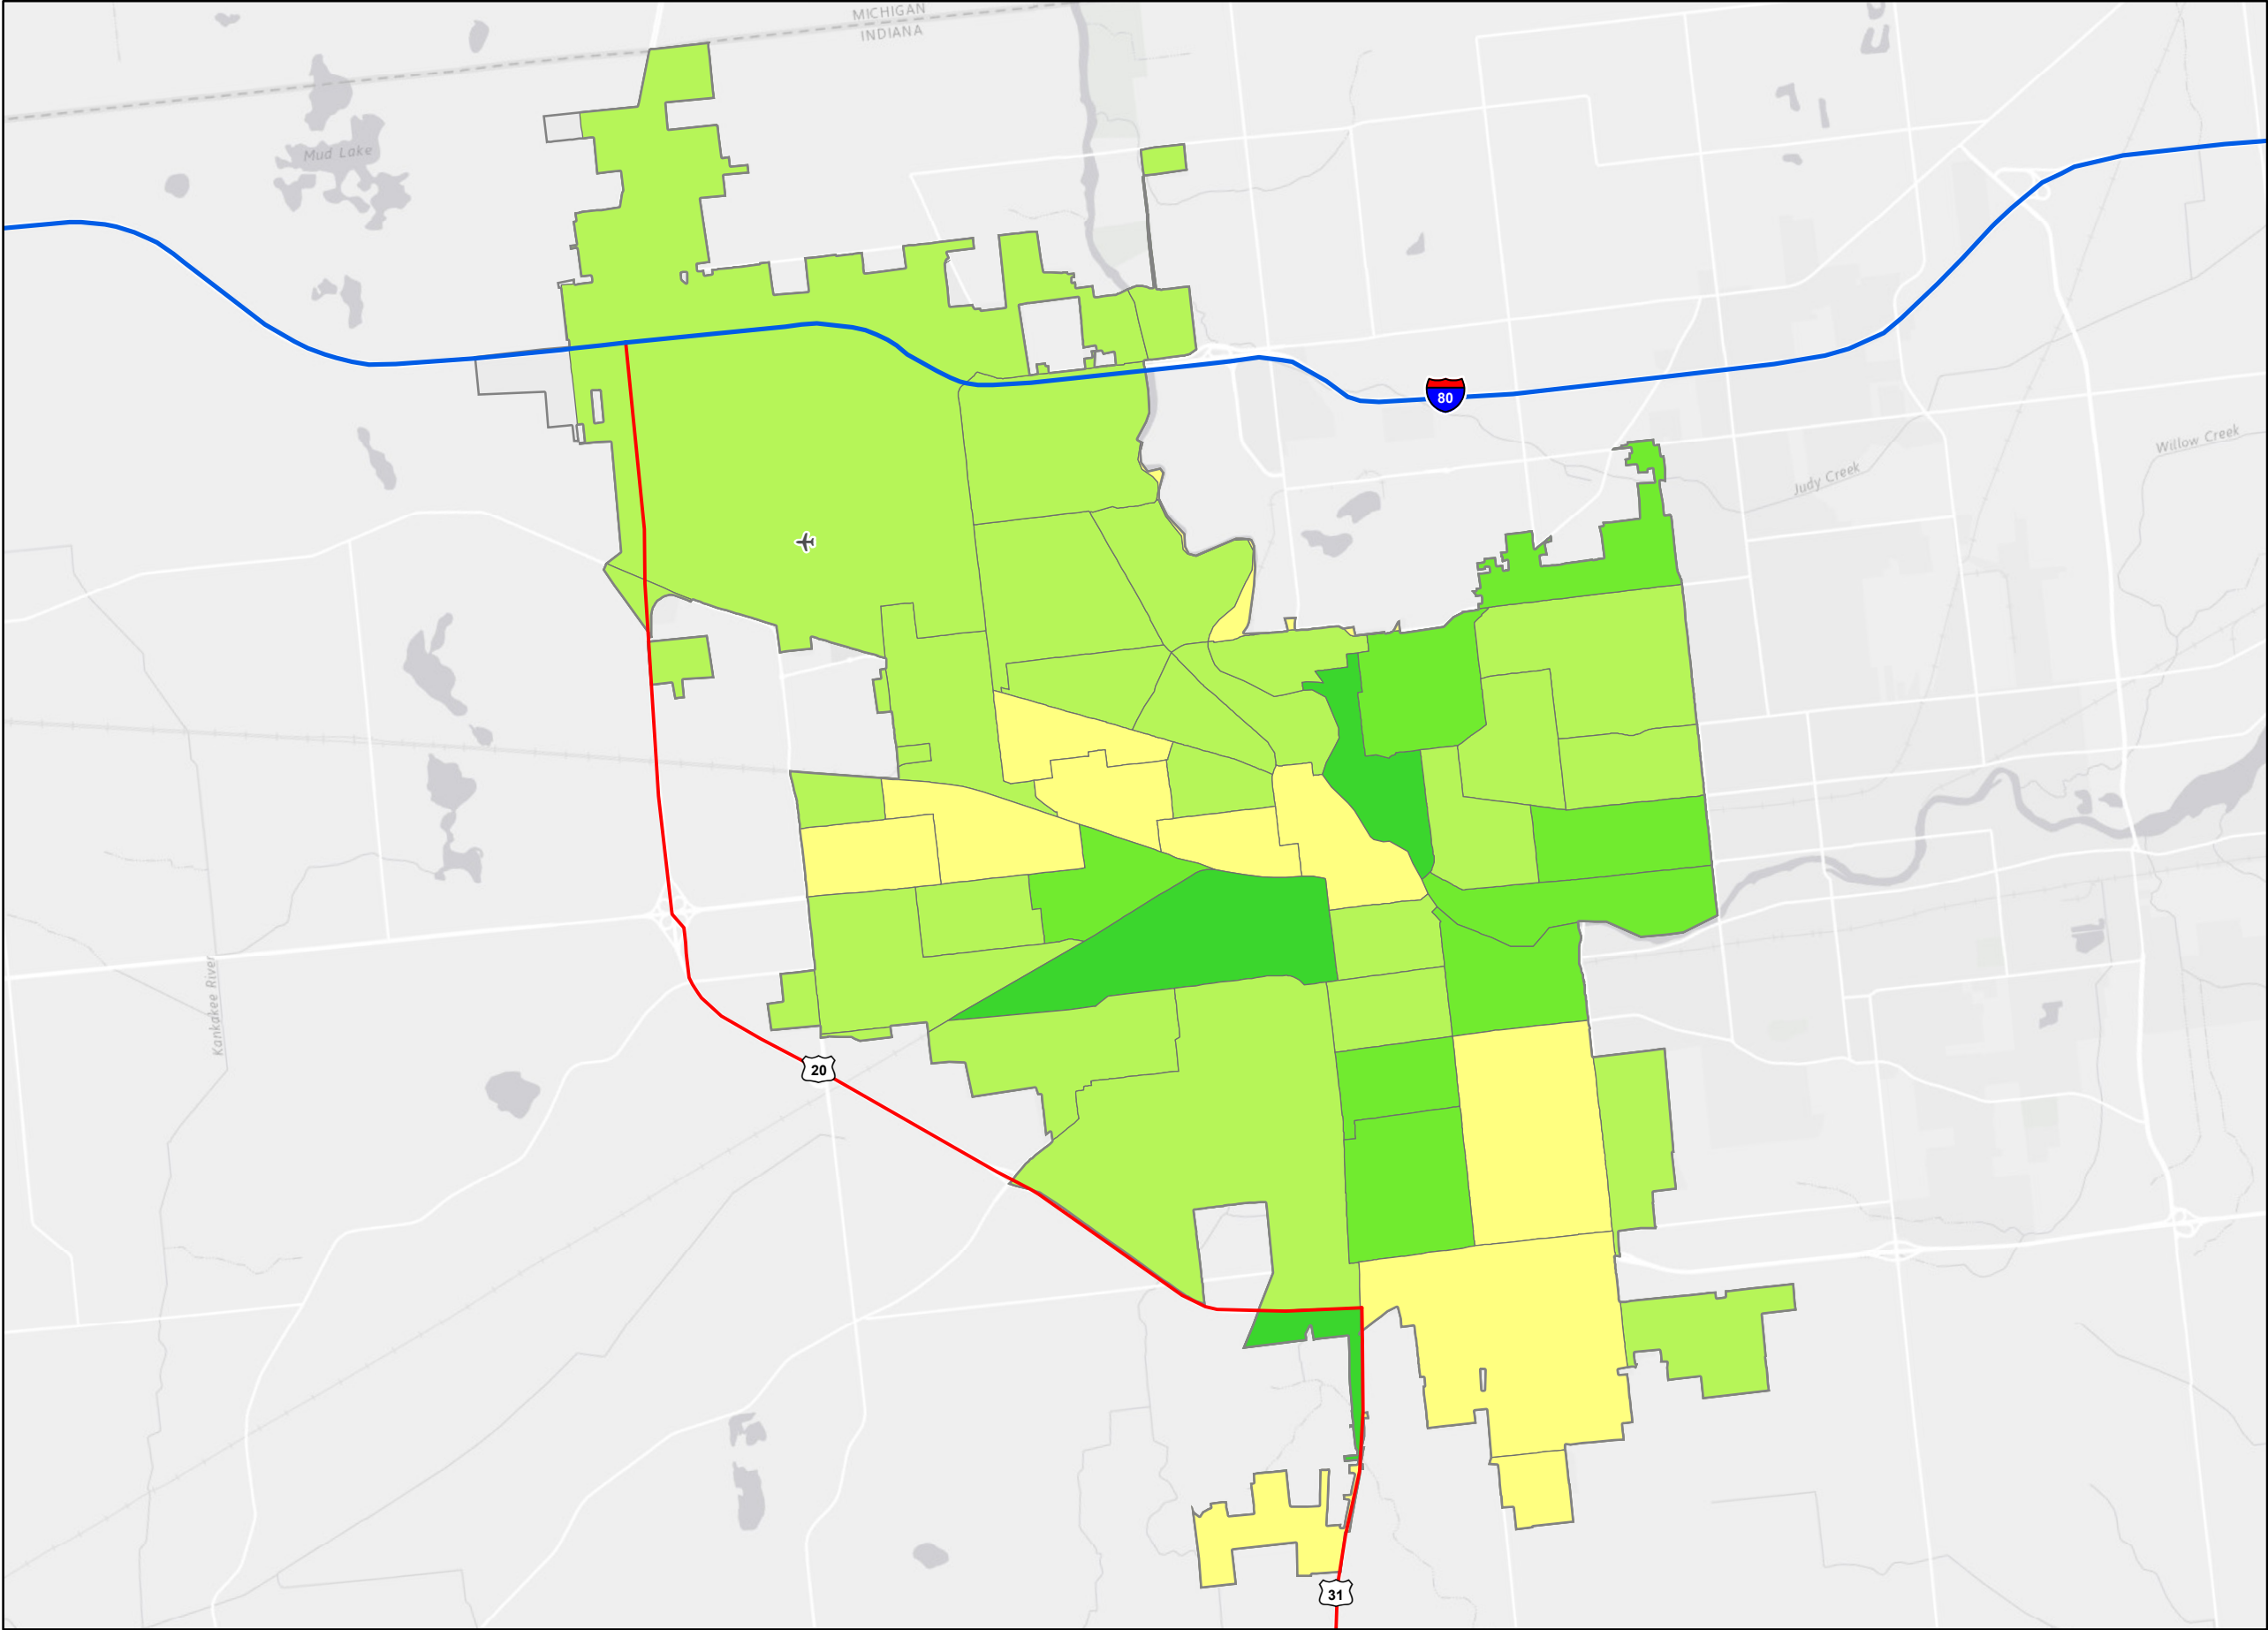 MICHIGAN
INDIANA
Mud Lake
80
Willow Creek
Judy Creek
Kankakee River
20
31